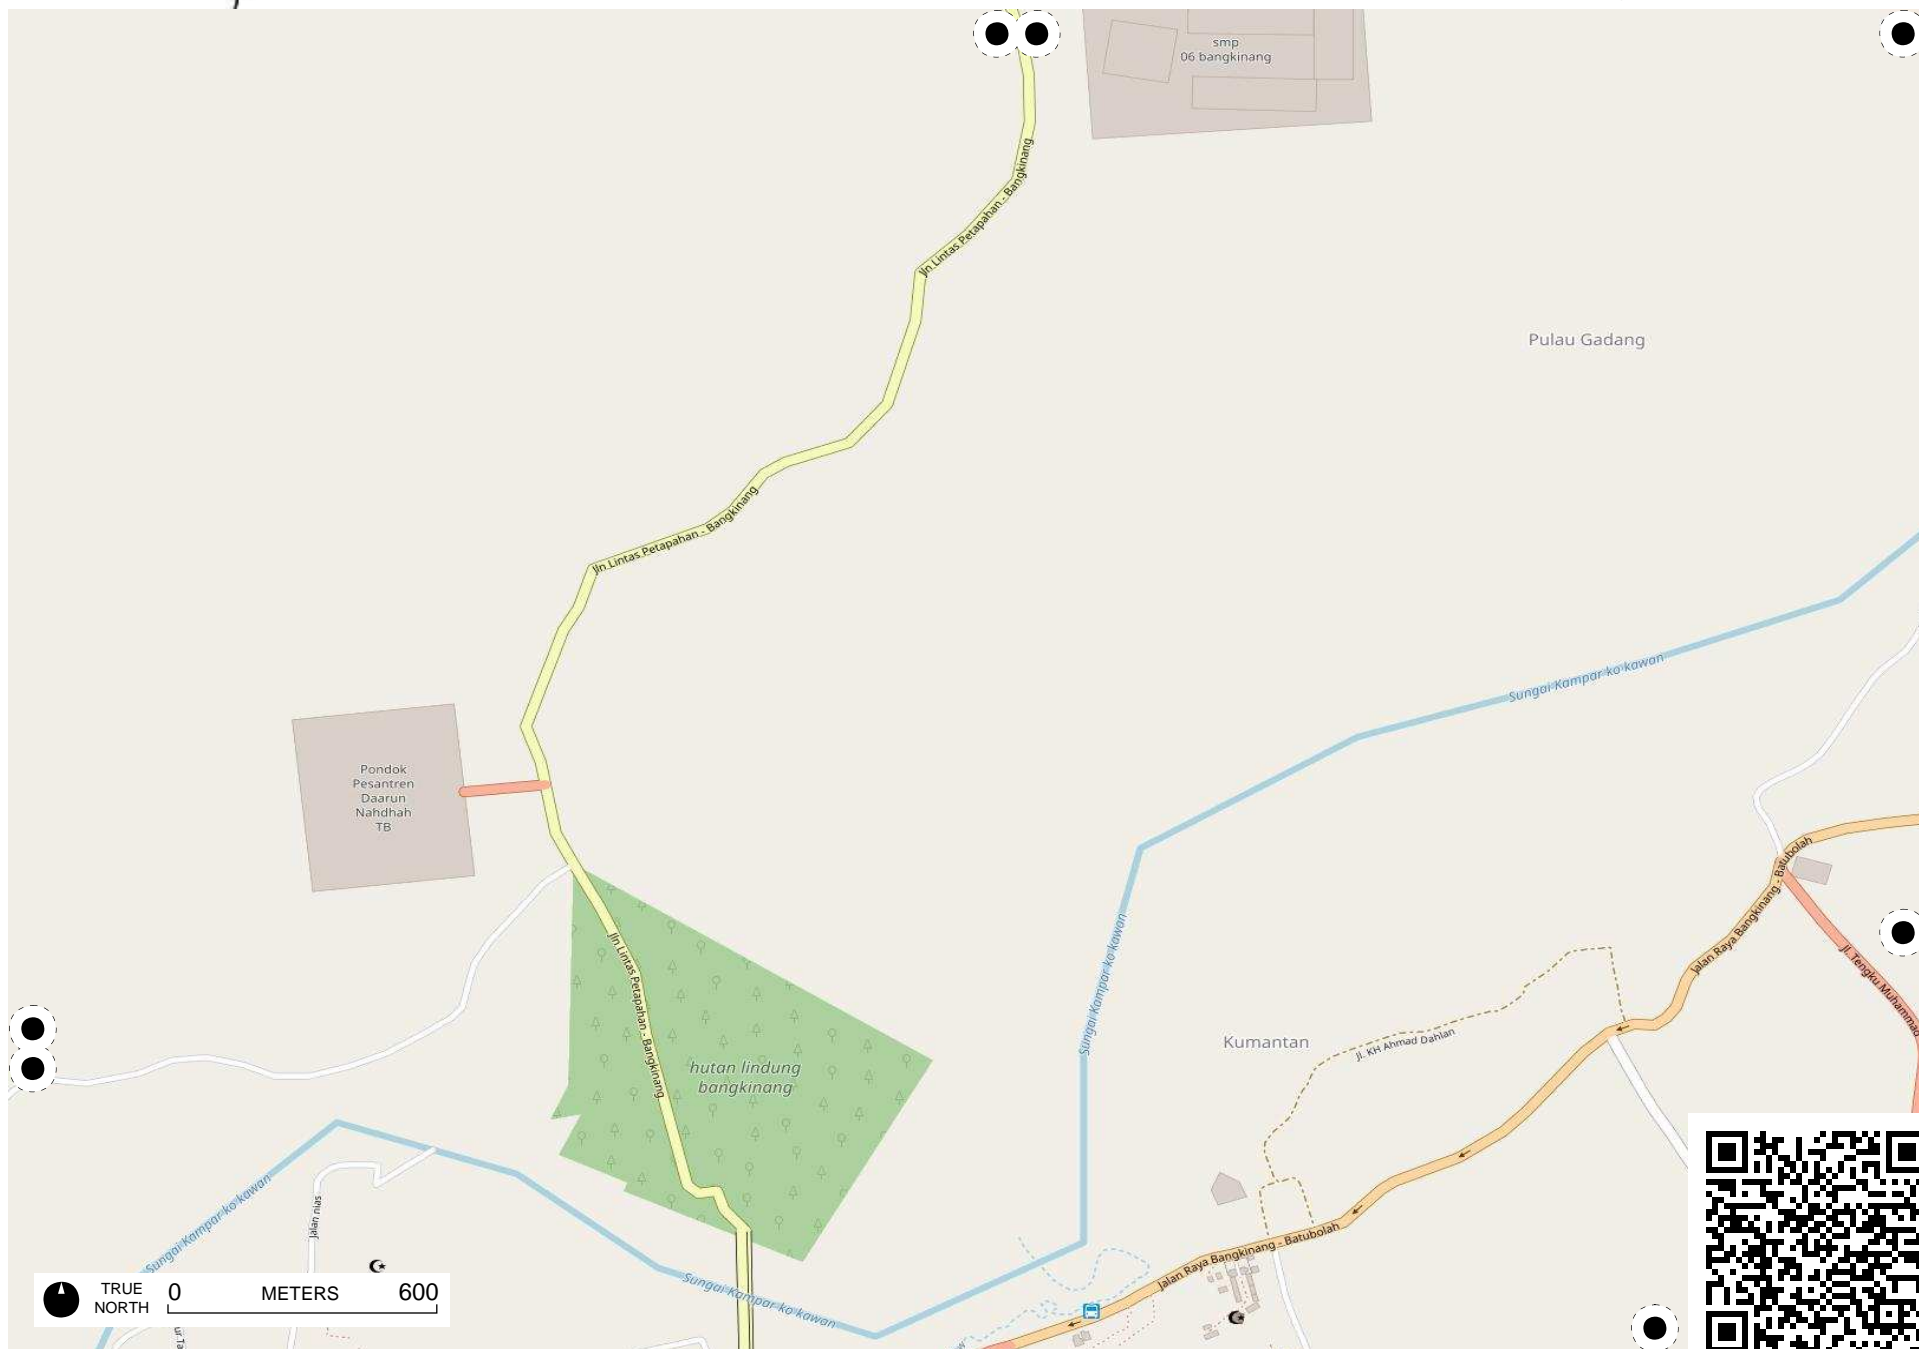 smp
06 bangkinang
Jln Lintas Petapahan - Bangkinang
Pulau Gadang
Jln Lintas Petapahan - Bangkinang
Sungai Kampar ko kawan
Pondok
Pesantren
Daarun
Nahdhah
TB
Jalan Raya Bangkinang - Batubolah
Jln Lintas Petapahan - Bangkinang
Sungai Kampar ko kawan
Jl. Tengku Muhammad
Kumantan
Jl. KH Ahmad Dahlan
hutan lindung
bangkinang
Sungai Kampar ko kawan
Jalan nias
Jalan Raya Bangkinang - Batubolah
Sungai Kampar ko kawan
TRUE
NORTH
0 METERS 600